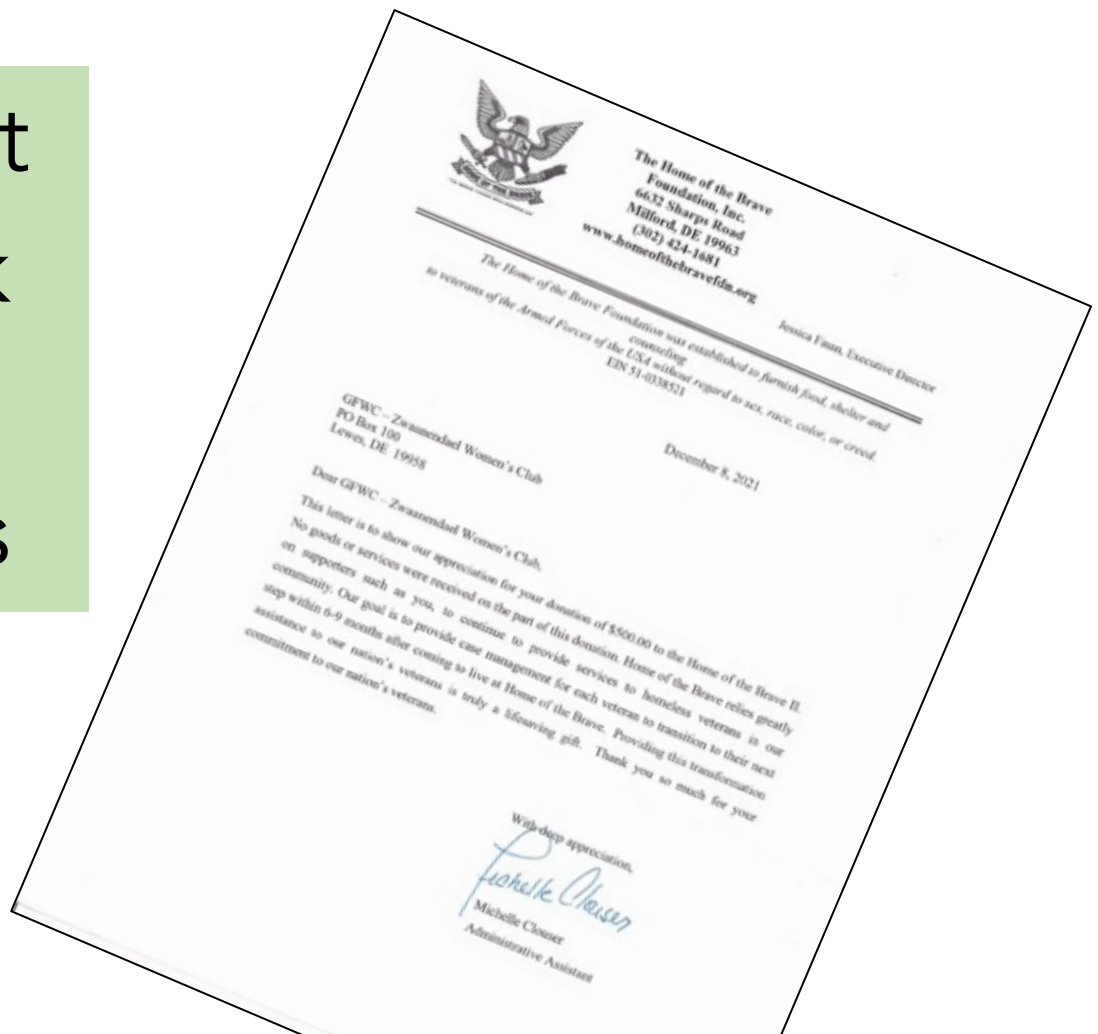 t
k
s
The Home of the Brave
Foundation, Inc.
6632 Sharps Road
Milford, DE 19963
(302) 424-1681
www.homeofthebravefdn.org
Jessica Finan, Executive Director
The Home of the Brave Foundation was established to furnish food, shelter and
counseling
to veterans of the Armed Forces of the USA without regard to sex, race, color, or creed.
EIN 51-0338521
December 8, 2021
GFWC – Zwaanendael Women's Club
PO Box 100
Lewes, DE 19958
Dear GFWC – Zwaanendael Women's Club,
This letter is to show our appreciation for your donation of $500.00 to the Home of the Brave II.
No goods or services were received on the part of this donation. Home of the Brave relies greatly
on supporters such as you, to continue to provide services to homeless veterans in our
community. Our goal is to provide case management for each veteran to transition to their next
step within 6-9 months after coming to live at Home of the Brave. Providing this transformation
assistance to our nation's veterans is truly a lifesaving gift. Thank you so much for your
commitment to our nation's veterans.
With deep appreciation,
Michelle Clouser
Michelle Clouser
Administrative Assistant